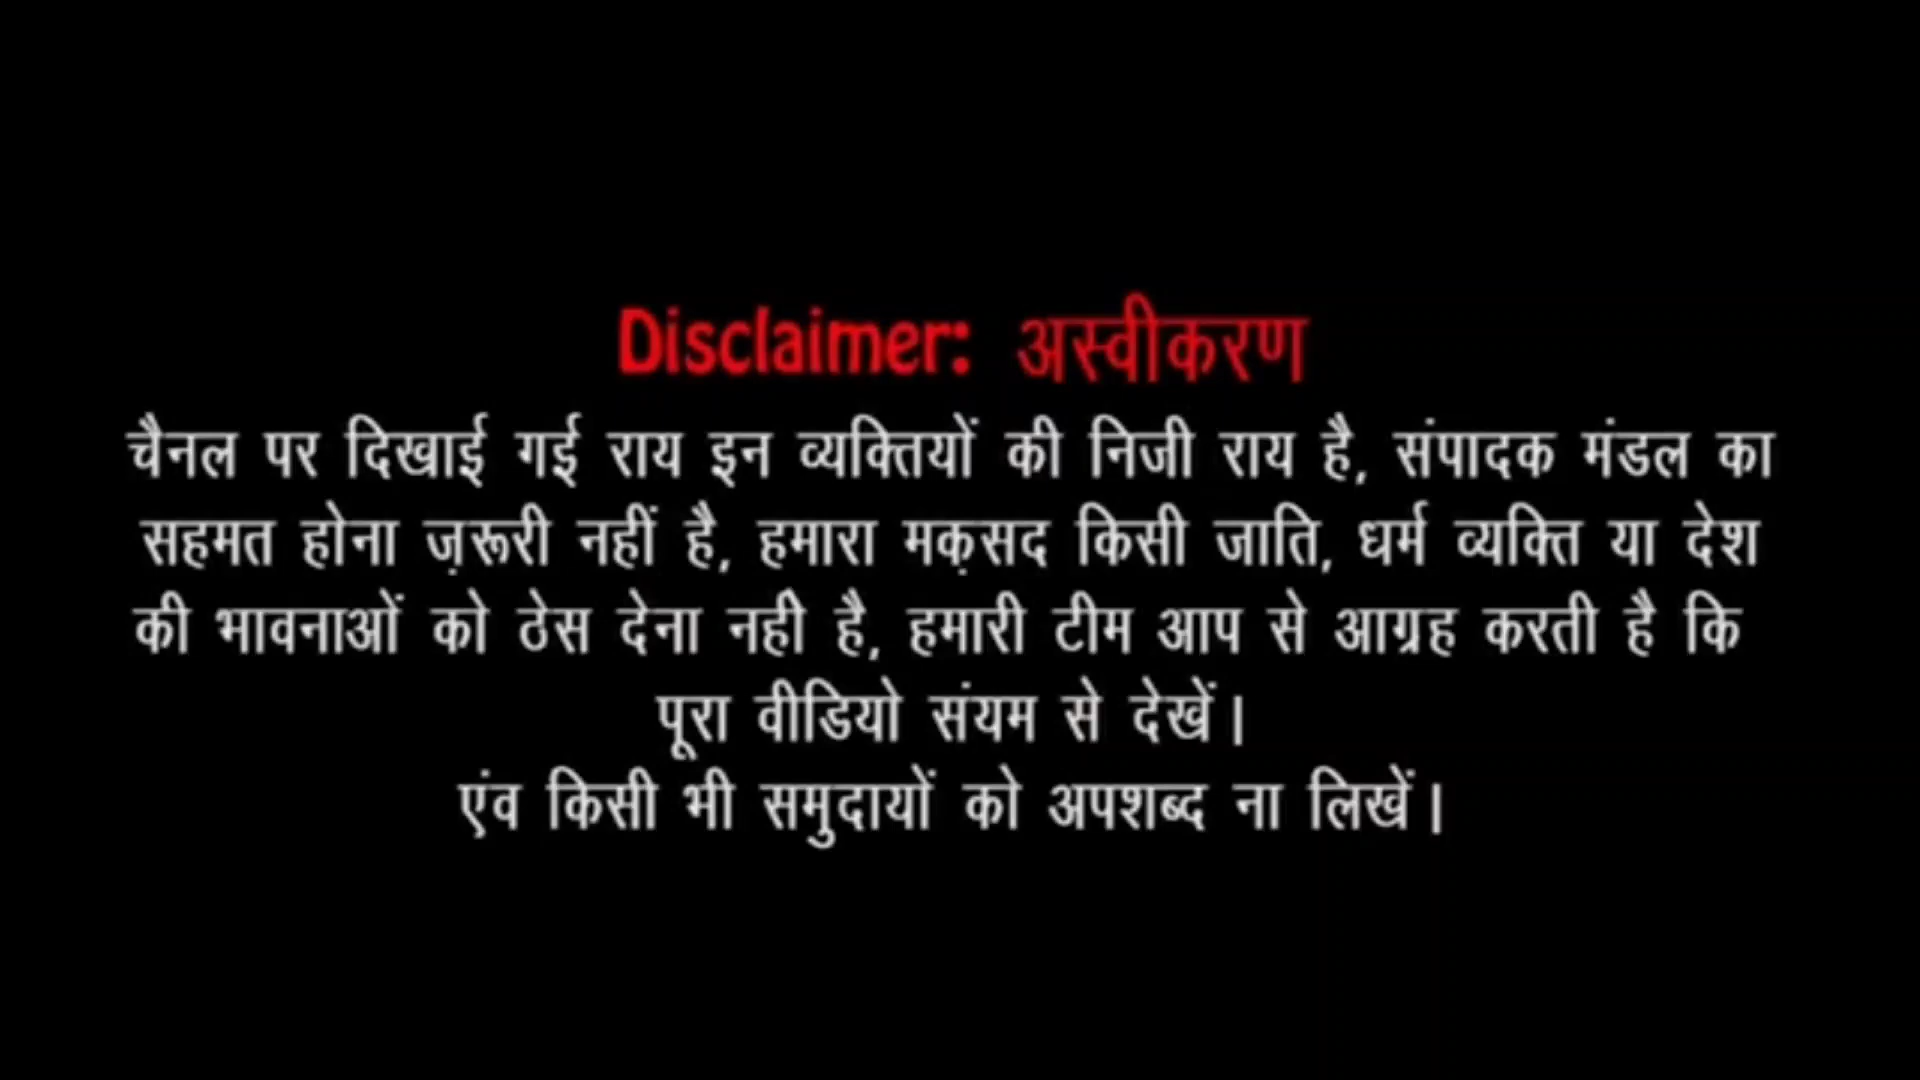 Disclaimer: अस्वीकरण
चैनल पर दिखाई गई राय इन व्यक्तियों की निजी राय है, संपादक मंडल का
सहमत होना ज़रूरी नहीं है, हमारा मक़सद किसी जाति, धर्म व्यक्ति या देश
की भावनाओं को ठेस देना नही है, हमारी टीम आप से आग्रह करती है कि
पूरा वीडियो संयम से देखें।
एंव किसी भी समुदायों को अपशब्द ना लिखें।